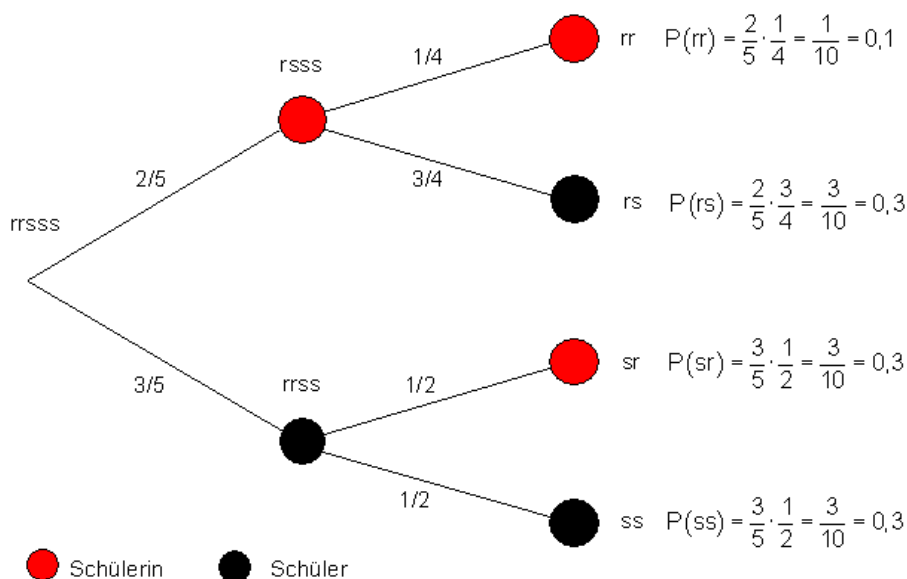 rr P(rr) = 2/5 · 1/4 = 1/10 = 0,1
1/4
rsss
3/4
2/5
rs P(rs) = 2/5 · 3/4 = 3/10 = 0,3
rrsss
3/5
rrss
1/2
sr P(sr) = 3/5 · 1/2 = 3/10 = 0,3
1/2
ss P(ss) = 3/5 · 1/2 = 3/10 = 0,3
Schülerin Schüler